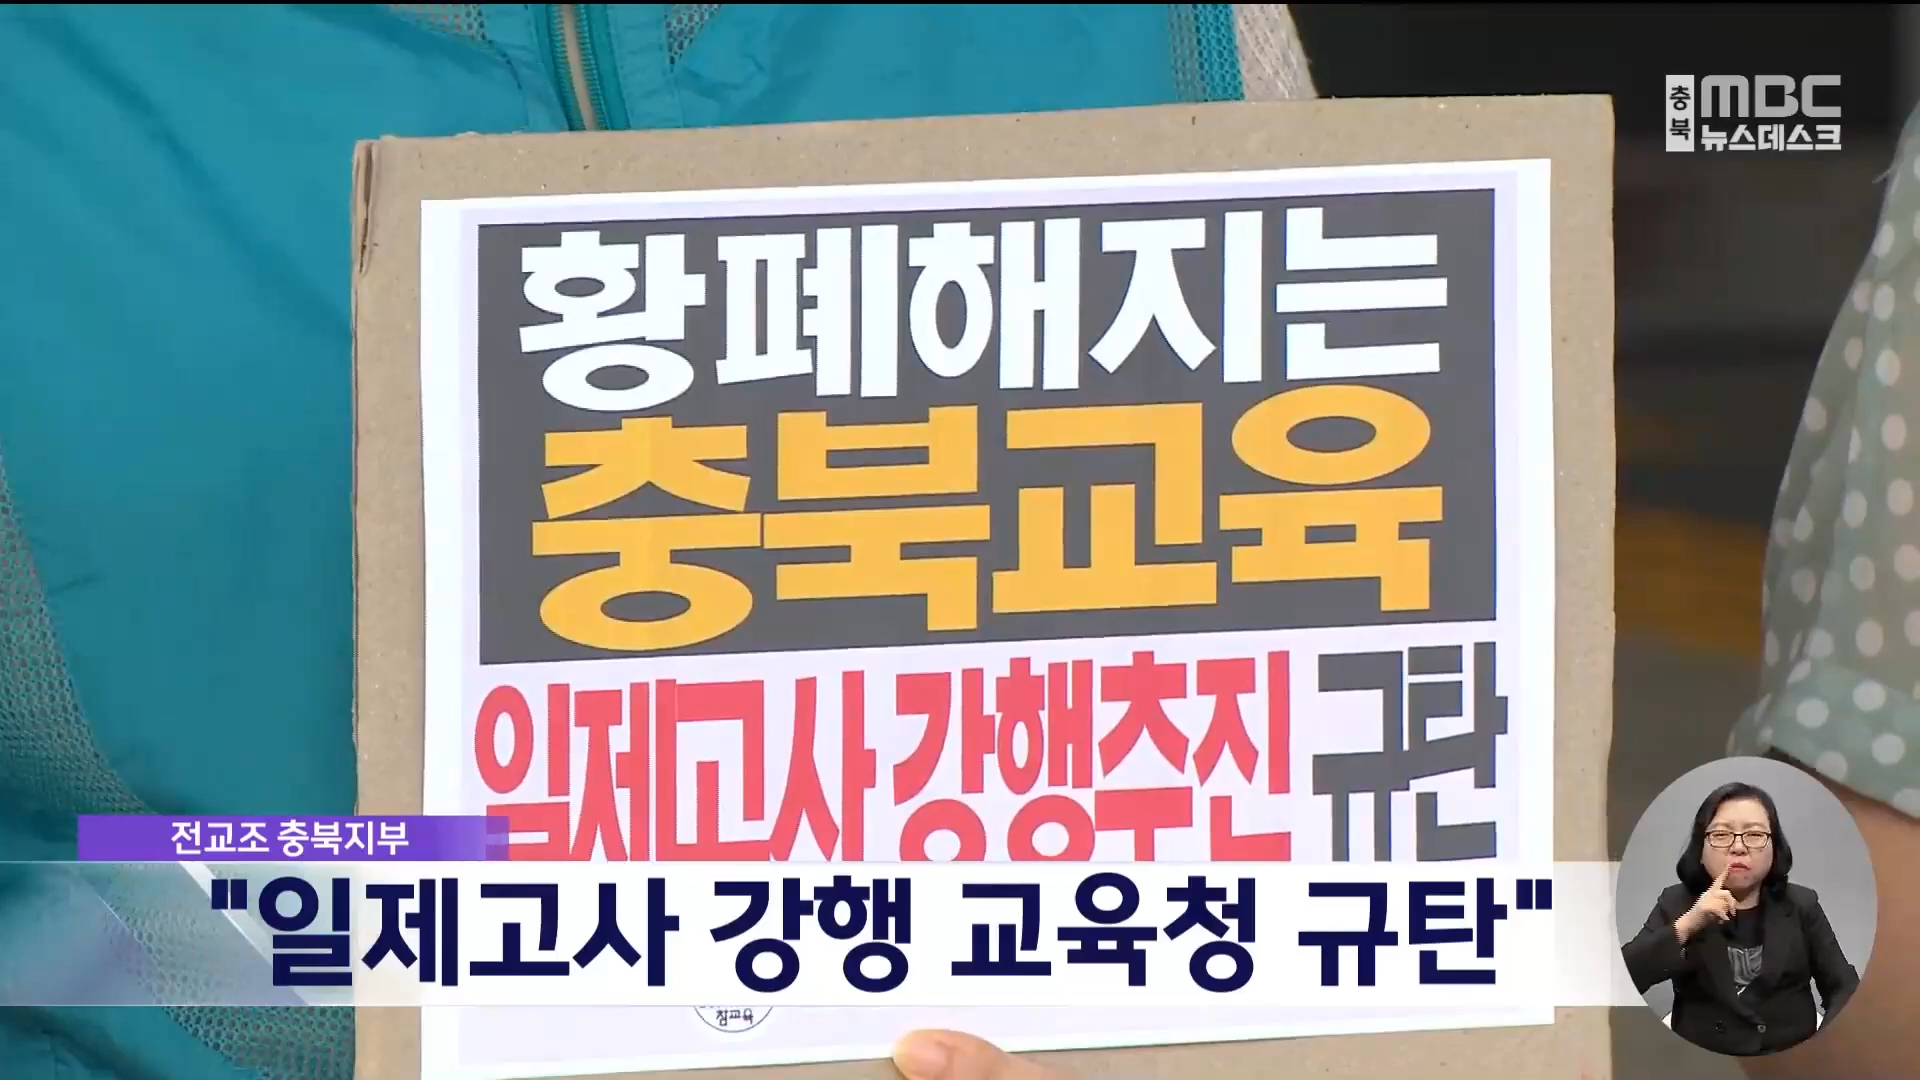 충북
MBC
뉴스데스크
황폐해지는
충북교육
일제고사 강행추진 규탄
전교조 충북지부
"일제고사 강행 교육청 규탄"
참교육